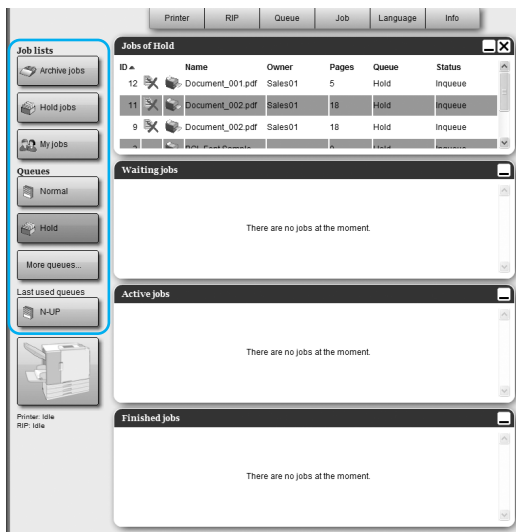 Printer RIP Queue Job Language Info
Job lists
Archive jobs
Hold jobs
My jobs
Queues
Normal
Hold
More queues...
Last used queues
N-UP
Printer: Idle
RIP: Idle
Jobs of Hold
ID Name Owner Pages Queue Status
12 Document_001.pdf Sales01 5 Hold Inqueue
11 Document_002.pdf Sales01 18 Hold Inqueue
9 Document_002.pdf Sales01 18 Hold Inqueue
Waiting jobs
There are no jobs at the moment.
Active jobs
There are no jobs at the moment.
Finished jobs
There are no jobs at the moment.